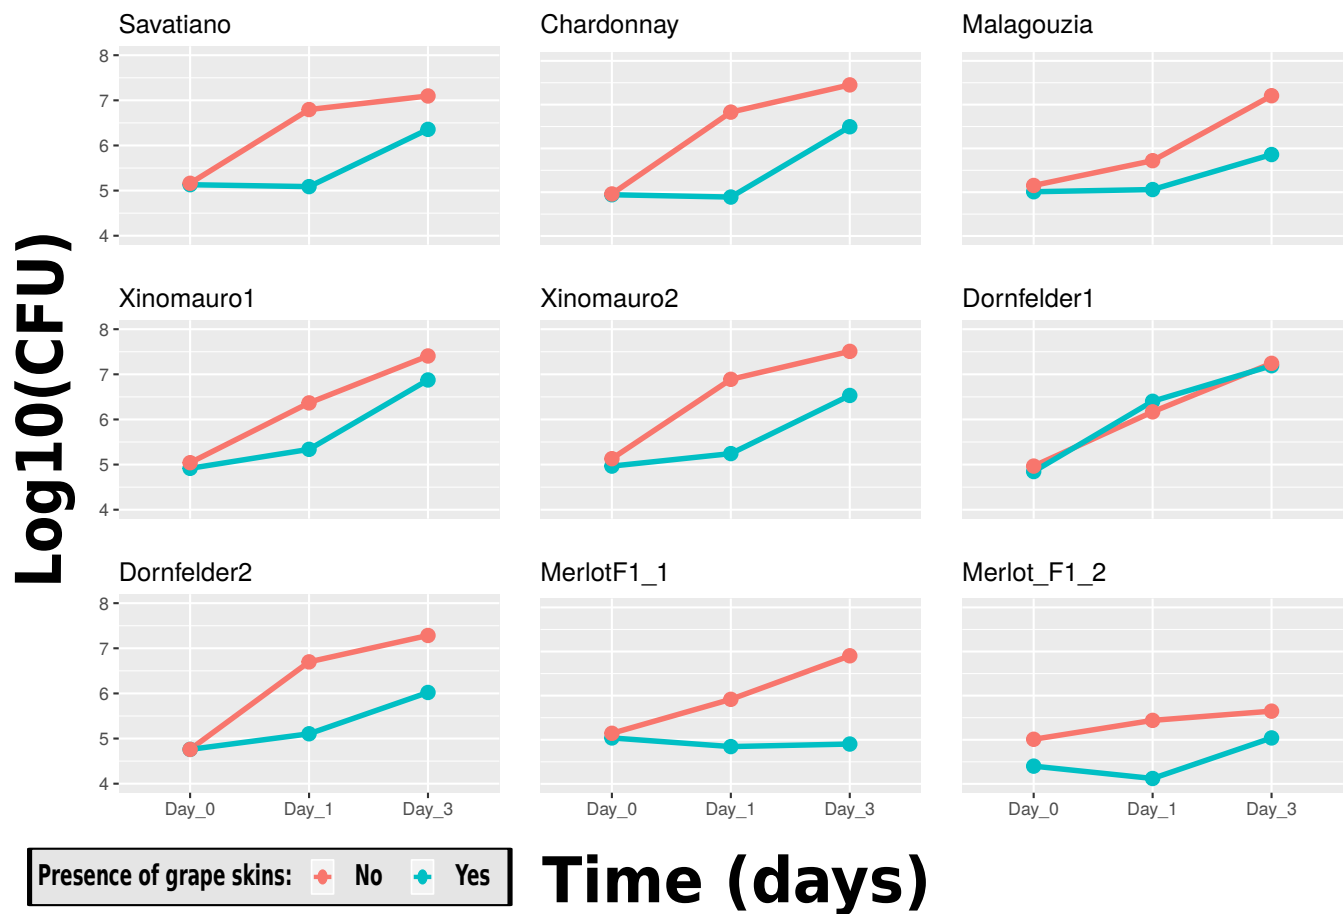 Savatiano
Chardonnay
Malagouzia
8
7
6
5
4
Xinomauro1
Xinomauro2
Dornfelder1
8
7
6
5
4
Dornfelder2
MerlotF1_1
Merlot_F1_2
8
7
6
5
4
Day_0 Day_1 Day_3
Day_0 Day_1 Day_3
Day_0 Day_1 Day_3
Log10(CFU)
Time (days)
Presence of grape skins: No Yes